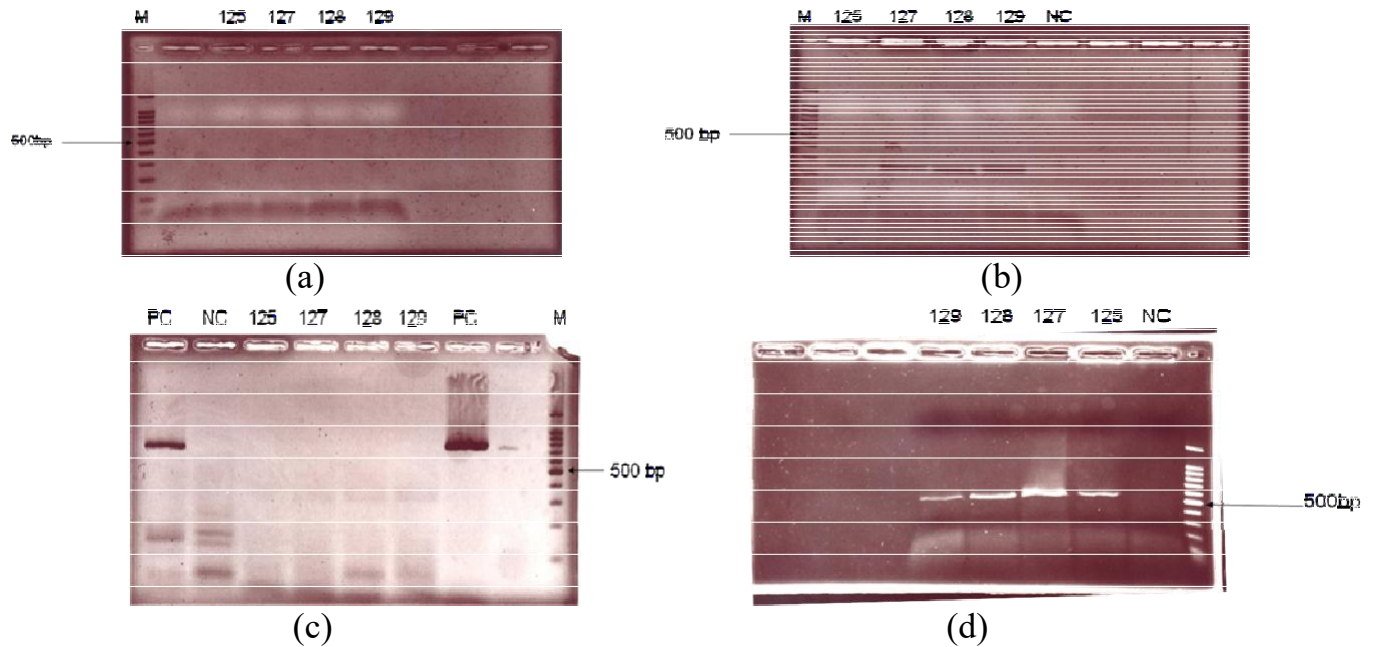 M 125 127 128 129
500bp
(a)
M 125 127 128 129 NC
500 bp
(b)
PC NC 125 127 128 129 PC M
500 bp
(c)
129 128 127 125 NC
500bp
(d)